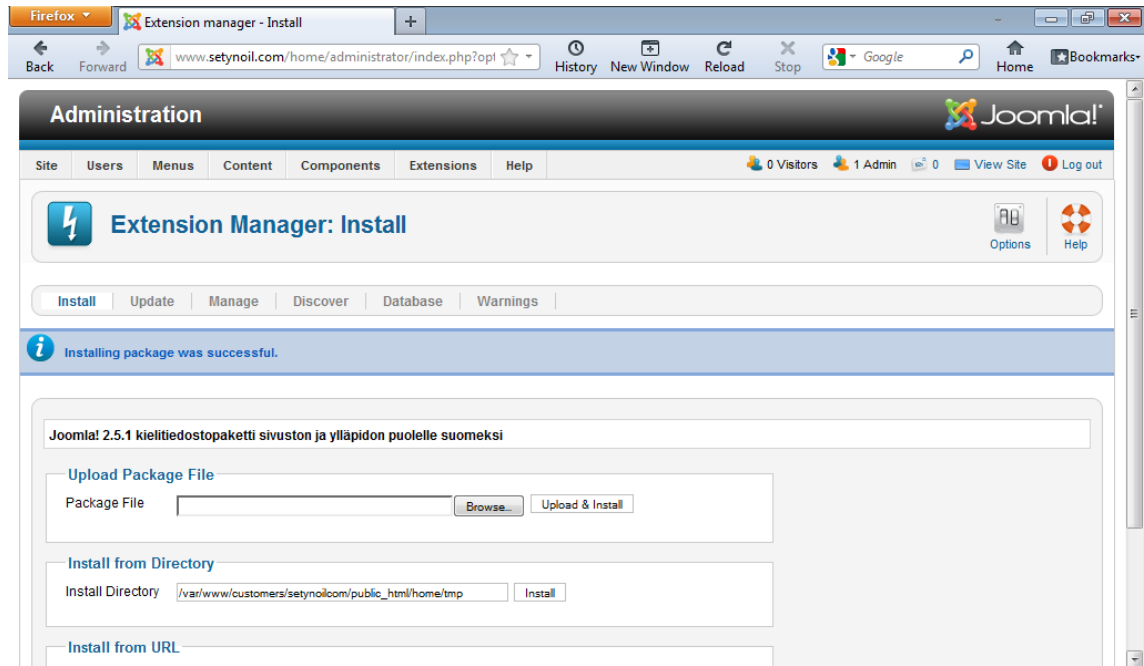 Firefox
Extension manager - Install
+
Back
Forward
www.setynoil.com/home/administrator/index.php?opt
History
New Window
Reload
Stop
Google
Home
Bookmarks
Administration
Joomla!
Site Users Menus Content Components Extensions Help
0 Visitors 1 Admin 0 View Site Log out
Extension Manager: Install
Options
Help
Install Update Manage Discover Database Warnings
Installing package was successful.
Joomla! 2.5.1 kielitiedostopaketti sivuston ja ylläpidon puolelle suomeksi
Upload Package File
Package File Browse... Upload & Install
Install from Directory
Install Directory /var/www/customers/setynoilcom/public_html/home/tmp Install
Install from URL